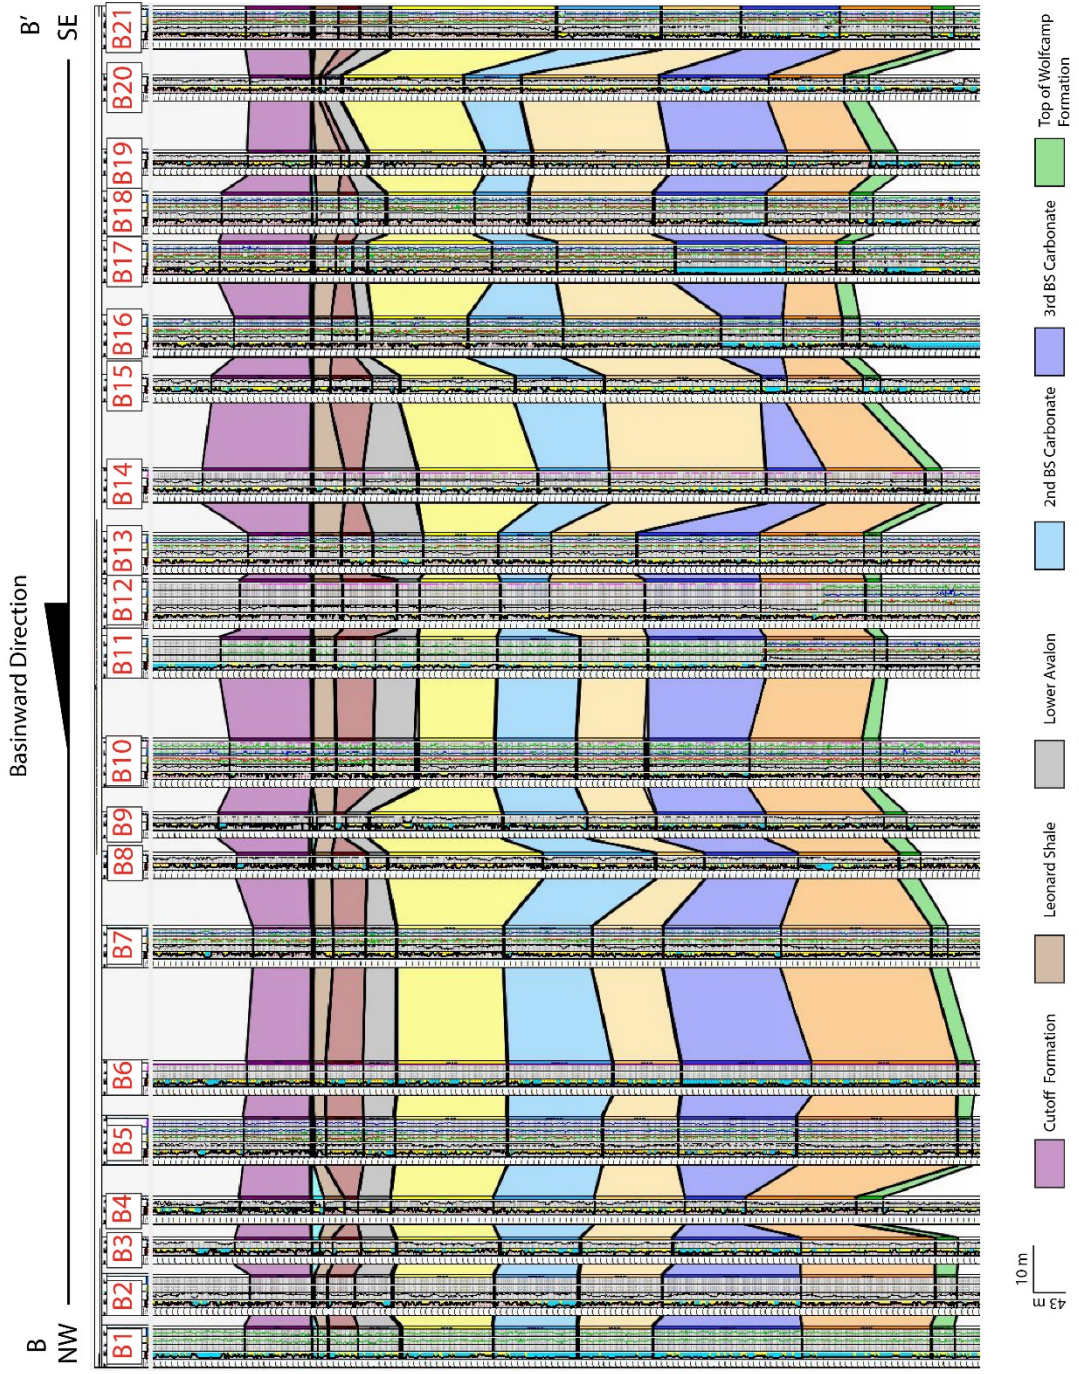 B
NW
Basinward Direction
B'
SE
B1
B2
B3
B4
B5
B6
B7
B8
B9
B10
B11
B12
B13
B14
B15
B16
B17
B18
B19
B20
B21
10 m
43 m
Cutoff Formation
Leonard Shale
Lower Avalon
2nd BS Carbonate
3rd BS Carbonate
Top of Wolfcamp
Formation